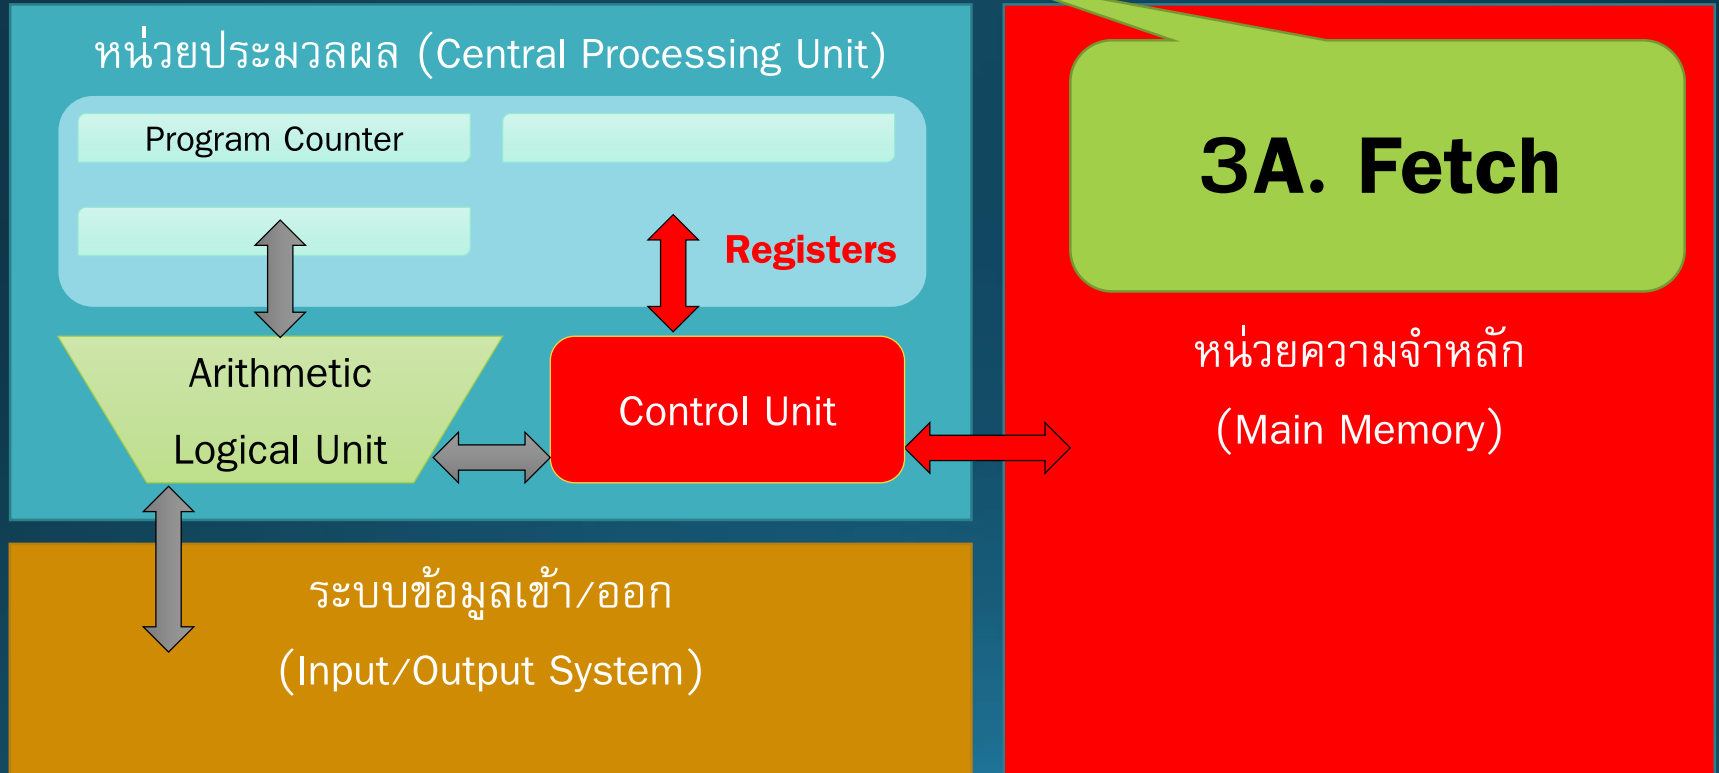 หน่วยประมวลผล (Central Processing Unit)
Program Counter
Registers
Arithmetic
Logical Unit
Control Unit
3A. Fetch
หน่วยความจำหลัก
(Main Memory)
ระบบข้อมูลเข้า/ออก
(Input/Output System)